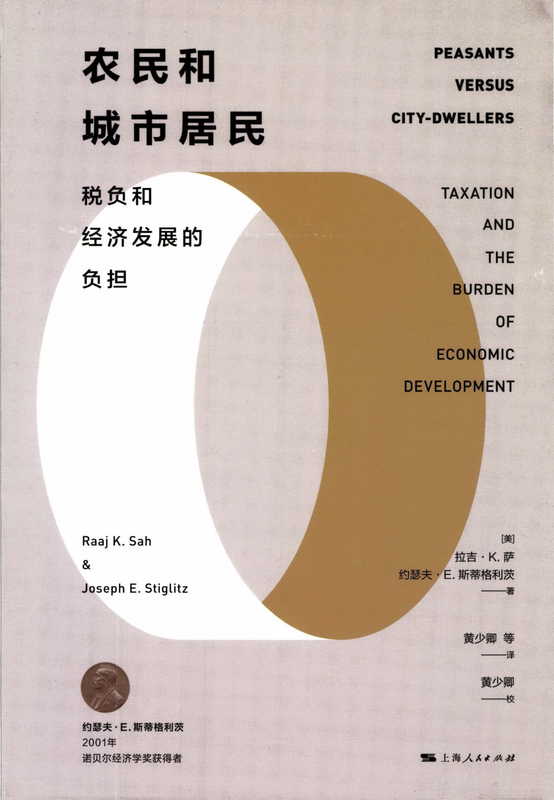 农民和
城市居民
PEASANTS
VERSUS
CITY-DWELLERS
税负和
经济发展的
负担
TAXATION
AND
THE
BURDEN
OF
ECONOMIC
DEVELOPMENT
Raaj K. Sah
&
Joseph E. Stiglitz
[美]
拉吉·K.萨
约瑟夫·E.斯蒂格利茨
——著
黄少卿 等
——译
黄少卿
——校
约瑟夫·E.斯蒂格利茨
2001年
诺贝尔经济学奖获得者
上海人民出版社